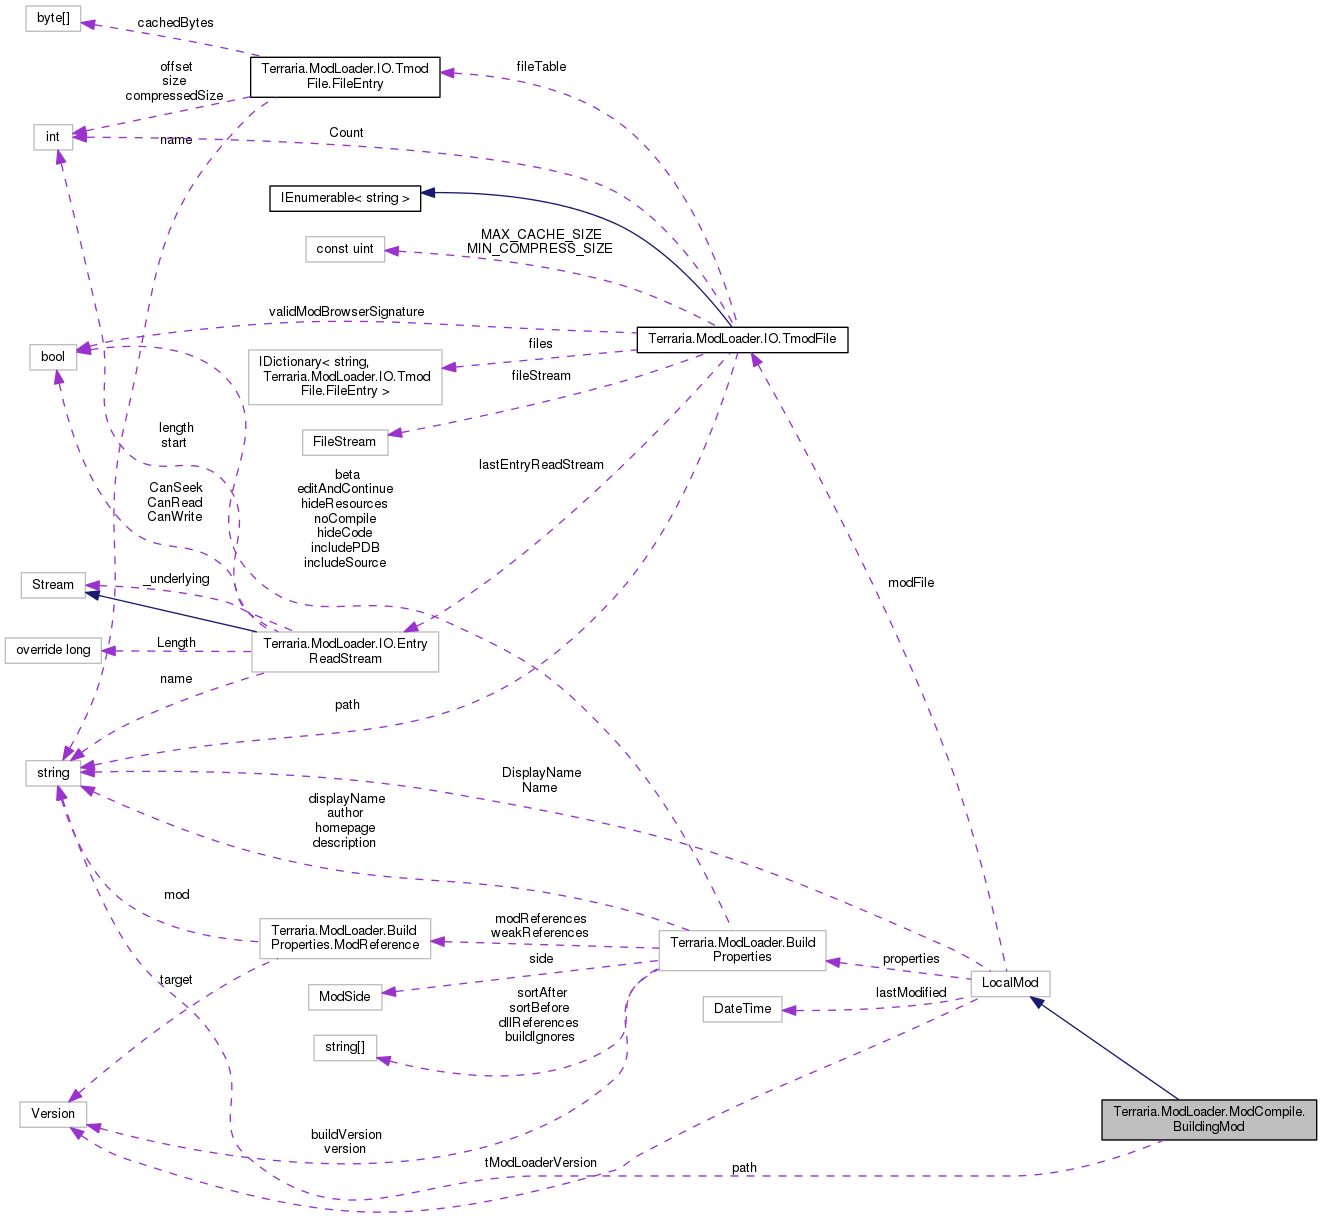 byte[]
cachedBytes
Terraria.ModLoader.IO.Tmod
File.FileEntry
fileTable
offset
size
compressedSize
int
name
Count
IEnumerable< string >
const uint
MAX_CACHE_SIZE
MIN_COMPRESS_SIZE
validModBrowserSignature
Terraria.ModLoader.IO.TmodFile
bool
IDictionary< string,
Terraria.ModLoader.IO.Tmod
File.FileEntry >
files
fileStream
FileStream
length
start
lastEntryReadStream
CanSeek
CanRead
CanWrite
beta
editAndContinue
hideResources
noCompile
hideCode
includePDB
includeSource
Stream
_underlying
modFile
override long
Length
Terraria.ModLoader.IO.Entry
ReadStream
name
path
string
DisplayName
Name
displayName
author
homepage
description
mod
Terraria.ModLoader.Build
Properties.ModReference
modReferences
weakReferences
Terraria.ModLoader.Build
Properties
properties
LocalMod
side
target
ModSide
sortAfter
sortBefore
dllReferences
buildIgnores
lastModified
DateTime
string[]
Version
Terraria.ModLoader.ModCompile.
BuildingMod
buildVersion
version
tModLoaderVersion
path